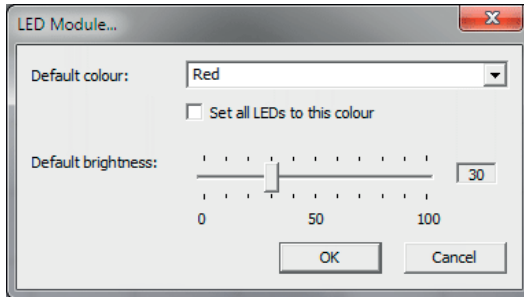 LED Module...
Default colour: Red
Set all LEDs to this colour
Default brightness: 30
0 50 100
OK Cancel